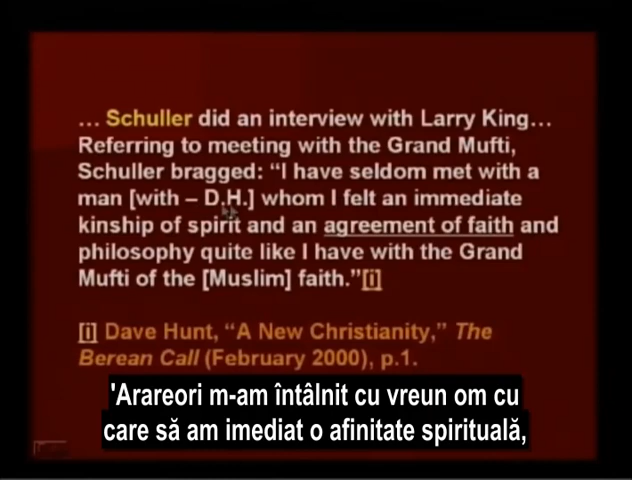 ... Schuller did an interview with Larry King...
Referring to meeting with the Grand Mufti,
Schuller bragged: “I have seldom met with a
man [with – D.H.] whom I felt an immediate
kinship of spirit and an agreement of faith and
philosophy quite like I have with the Grand
Mufti of the [Muslim] faith.”[i]
[i] Dave Hunt, “A New Christianity,” The
Berean Call (February 2000), p.1.
'Arareori m-am întâlnit cu vreun om cu
care să am imediat o afinitate spirituală,